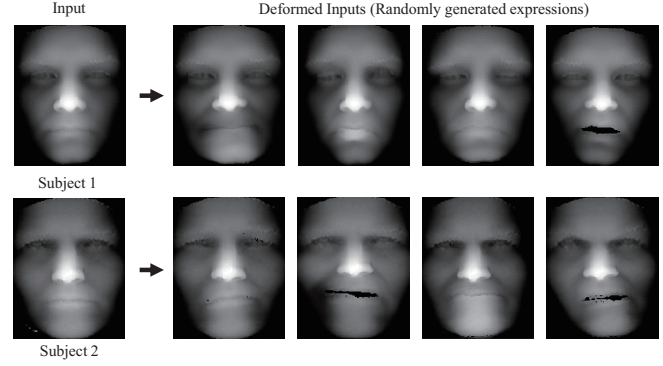 Input
Deformed Inputs (Randomly generated expressions)
Subject 1
Subject 2